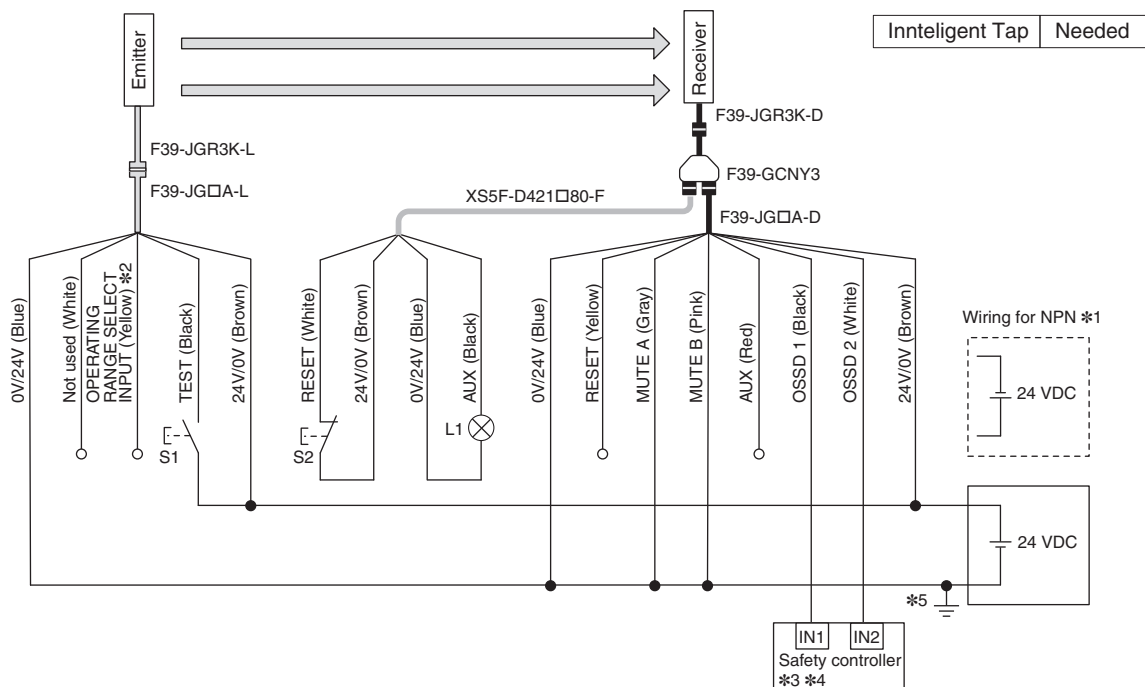 Emitter
Receiver
Innteligent Tap
Needed
F39-JGR3K-L
F39-JG□A-L
F39-JGR3K-D
F39-GCNY3
XS5F-D421□80-F
F39-JG□A-D
0V/24V (Blue)
Not used (White)
OPERATING
RANGE SELECT
INPUT (Yellow) ✻2
TEST (Black)
24V/0V (Brown)
RESET (White)
24V/0V (Brown)
0V/24V (Blue)
AUX (Black)
0V/24V (Blue)
RESET (Yellow)
MUTE A (Gray)
MUTE B (Pink)
AUX (Red)
OSSD 1 (Black)
OSSD 2 (White)
24V/0V (Brown)
Wiring for NPN ✻1
24 VDC
S1
S2
L1
24 VDC
✻5
IN1
IN2
Safety controller
✻3 ✻4